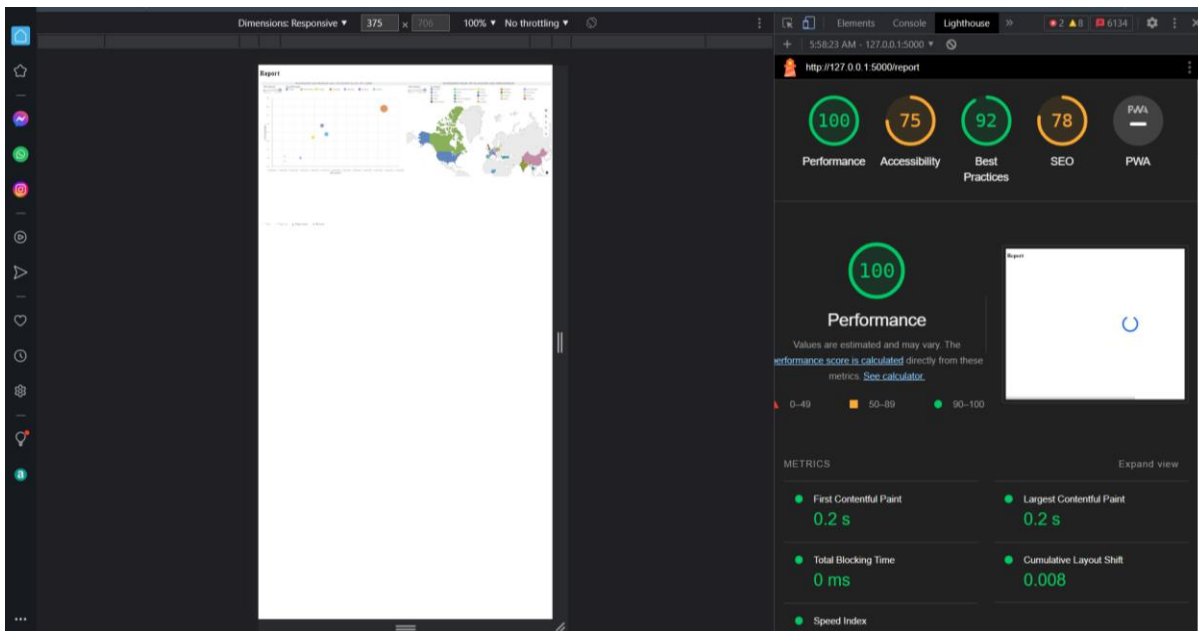 Dimensions: Responsive ▼ 375 × 706 100% ▼ No throttling ▼
Elements Console Lighthouse » 2 8 6134
+ 5:58:23 AM - 127.0.0.1:5000 ▼
http://127.0.0.1:5000/report
Report
100 75 92 78 PWA
Performance Accessibility Best Practices SEO PWA
100
Report
Performance
Values are estimated and may vary. The
performance score is calculated directly from these
metrics. See calculator.
0–49 50–89 90–100
METRICS Expand view
First Contentful Paint Largest Contentful Paint
0.2 s 0.2 s
Total Blocking Time Cumulative Layout Shift
0 ms 0.008
Speed Index